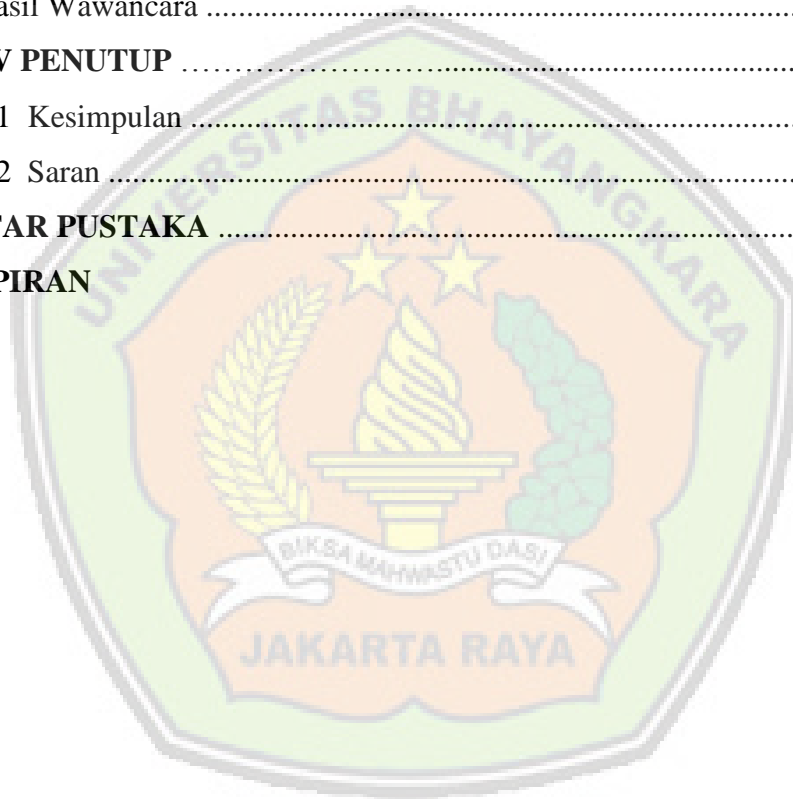 asil Wawancara ..........................................................................................
V PENUTUP ……………………..........................................................
1 Kesimpulan ..........................................................................................
2 Saran ..........................................................................................
TAR PUSTAKA ..........................................................................................
PIRAN
UNIVERSITAS BHAYANGKARA
BIKSA MAHWASTU DASI
JAKARTA RAYA